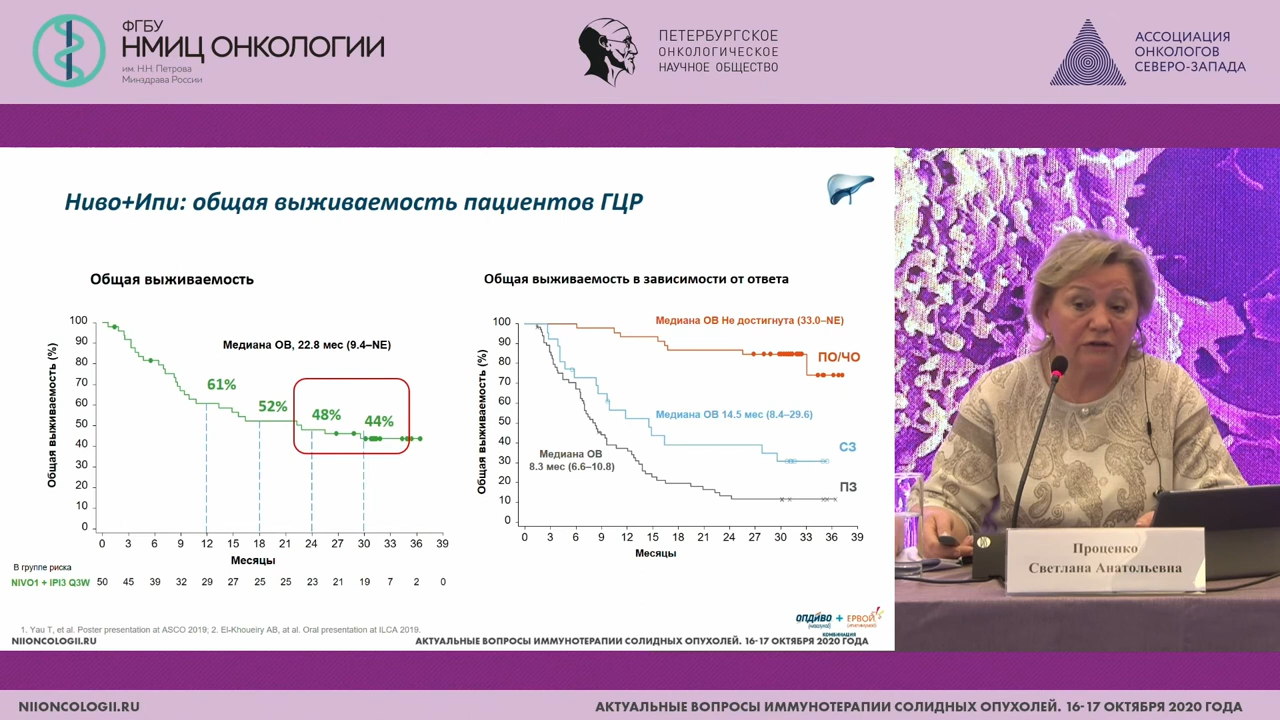 ФГБУ
НМИЦ ОНКОЛОГИИ
им. Н.Н. Петрова
Минздрава России
ПЕТЕРБУРГСКОЕ
ОНКОЛОГИЧЕСКОЕ
НАУЧНОЕ ОБЩЕСТВО
АССОЦИАЦИЯ
ОНКОЛОГОВ
СЕВЕРО-ЗАПАДА
Ниво+Ипи: общая выживаемость пациентов ГЦР
Общая выживаемость
Общая выживаемость (%)
100
90
80
70
60
50
40
30
20
10
0
Медиана ОВ, 22.8 мес (9.4–NE)
61%
52%
48%
44%
0 3 6 9 12 15 18 21 24 27 30 33 36 39
Месяцы
В группе риска
NIVO1 + IPI3 Q3W 50 45 39 32 29 27 25 25 23 21 19 7 2 0
Общая выживаемость в зависимости от ответа
Общая выживаемость (%)
100
90
80
70
60
50
40
30
20
10
0
Медиана ОВ Не достигнута (33.0–NE)
ПО/ЧО
Медиана ОВ 14.5 мес (8.4–29.6)
СЗ
Медиана ОВ
8.3 мес (6.6–10.8)
ПЗ
0 3 6 9 12 15 18 21 24 27 30 33 36 39
Месяцы
1. Yau T, et al. Poster presentation at ASCO 2019; 2. El-Khoueiry AB, at al. Oral presentation at ILCA 2019.
ОПДИВО + ЕРВОЙ
КОМБИНАЦИЯ
NIIONCOLOGII.RU
АКТУАЛЬНЫЕ ВОПРОСЫ ИММУНОТЕРАПИИ СОЛИДНЫХ ОПУХОЛЕЙ. 16-17 ОКТЯБРЯ 2020 ГОДА
Проценко
Светлана Анатольевна
NIIONCOLOGII.RU
АКТУАЛЬНЫЕ ВОПРОСЫ ИММУНОТЕРАПИИ СОЛИДНЫХ ОПУХОЛЕЙ. 16-17 ОКТЯБРЯ 2020 ГОДА